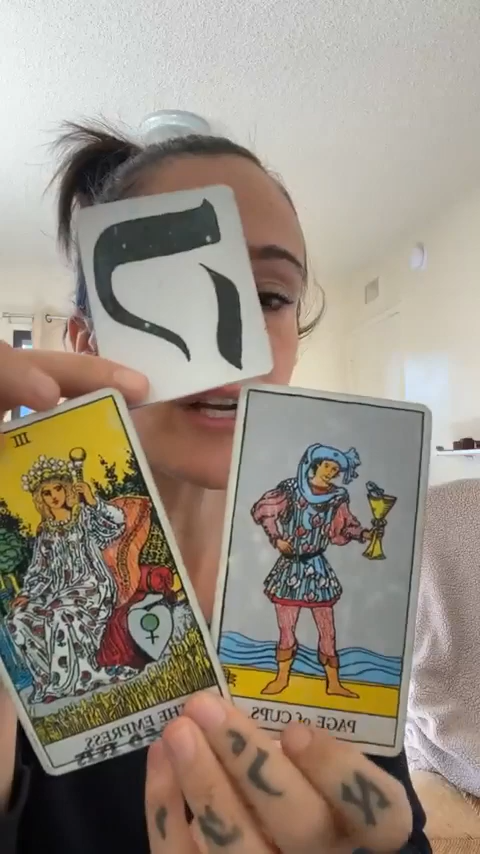 ה
III
THE EMPRESS
PAGE of CUPS
א